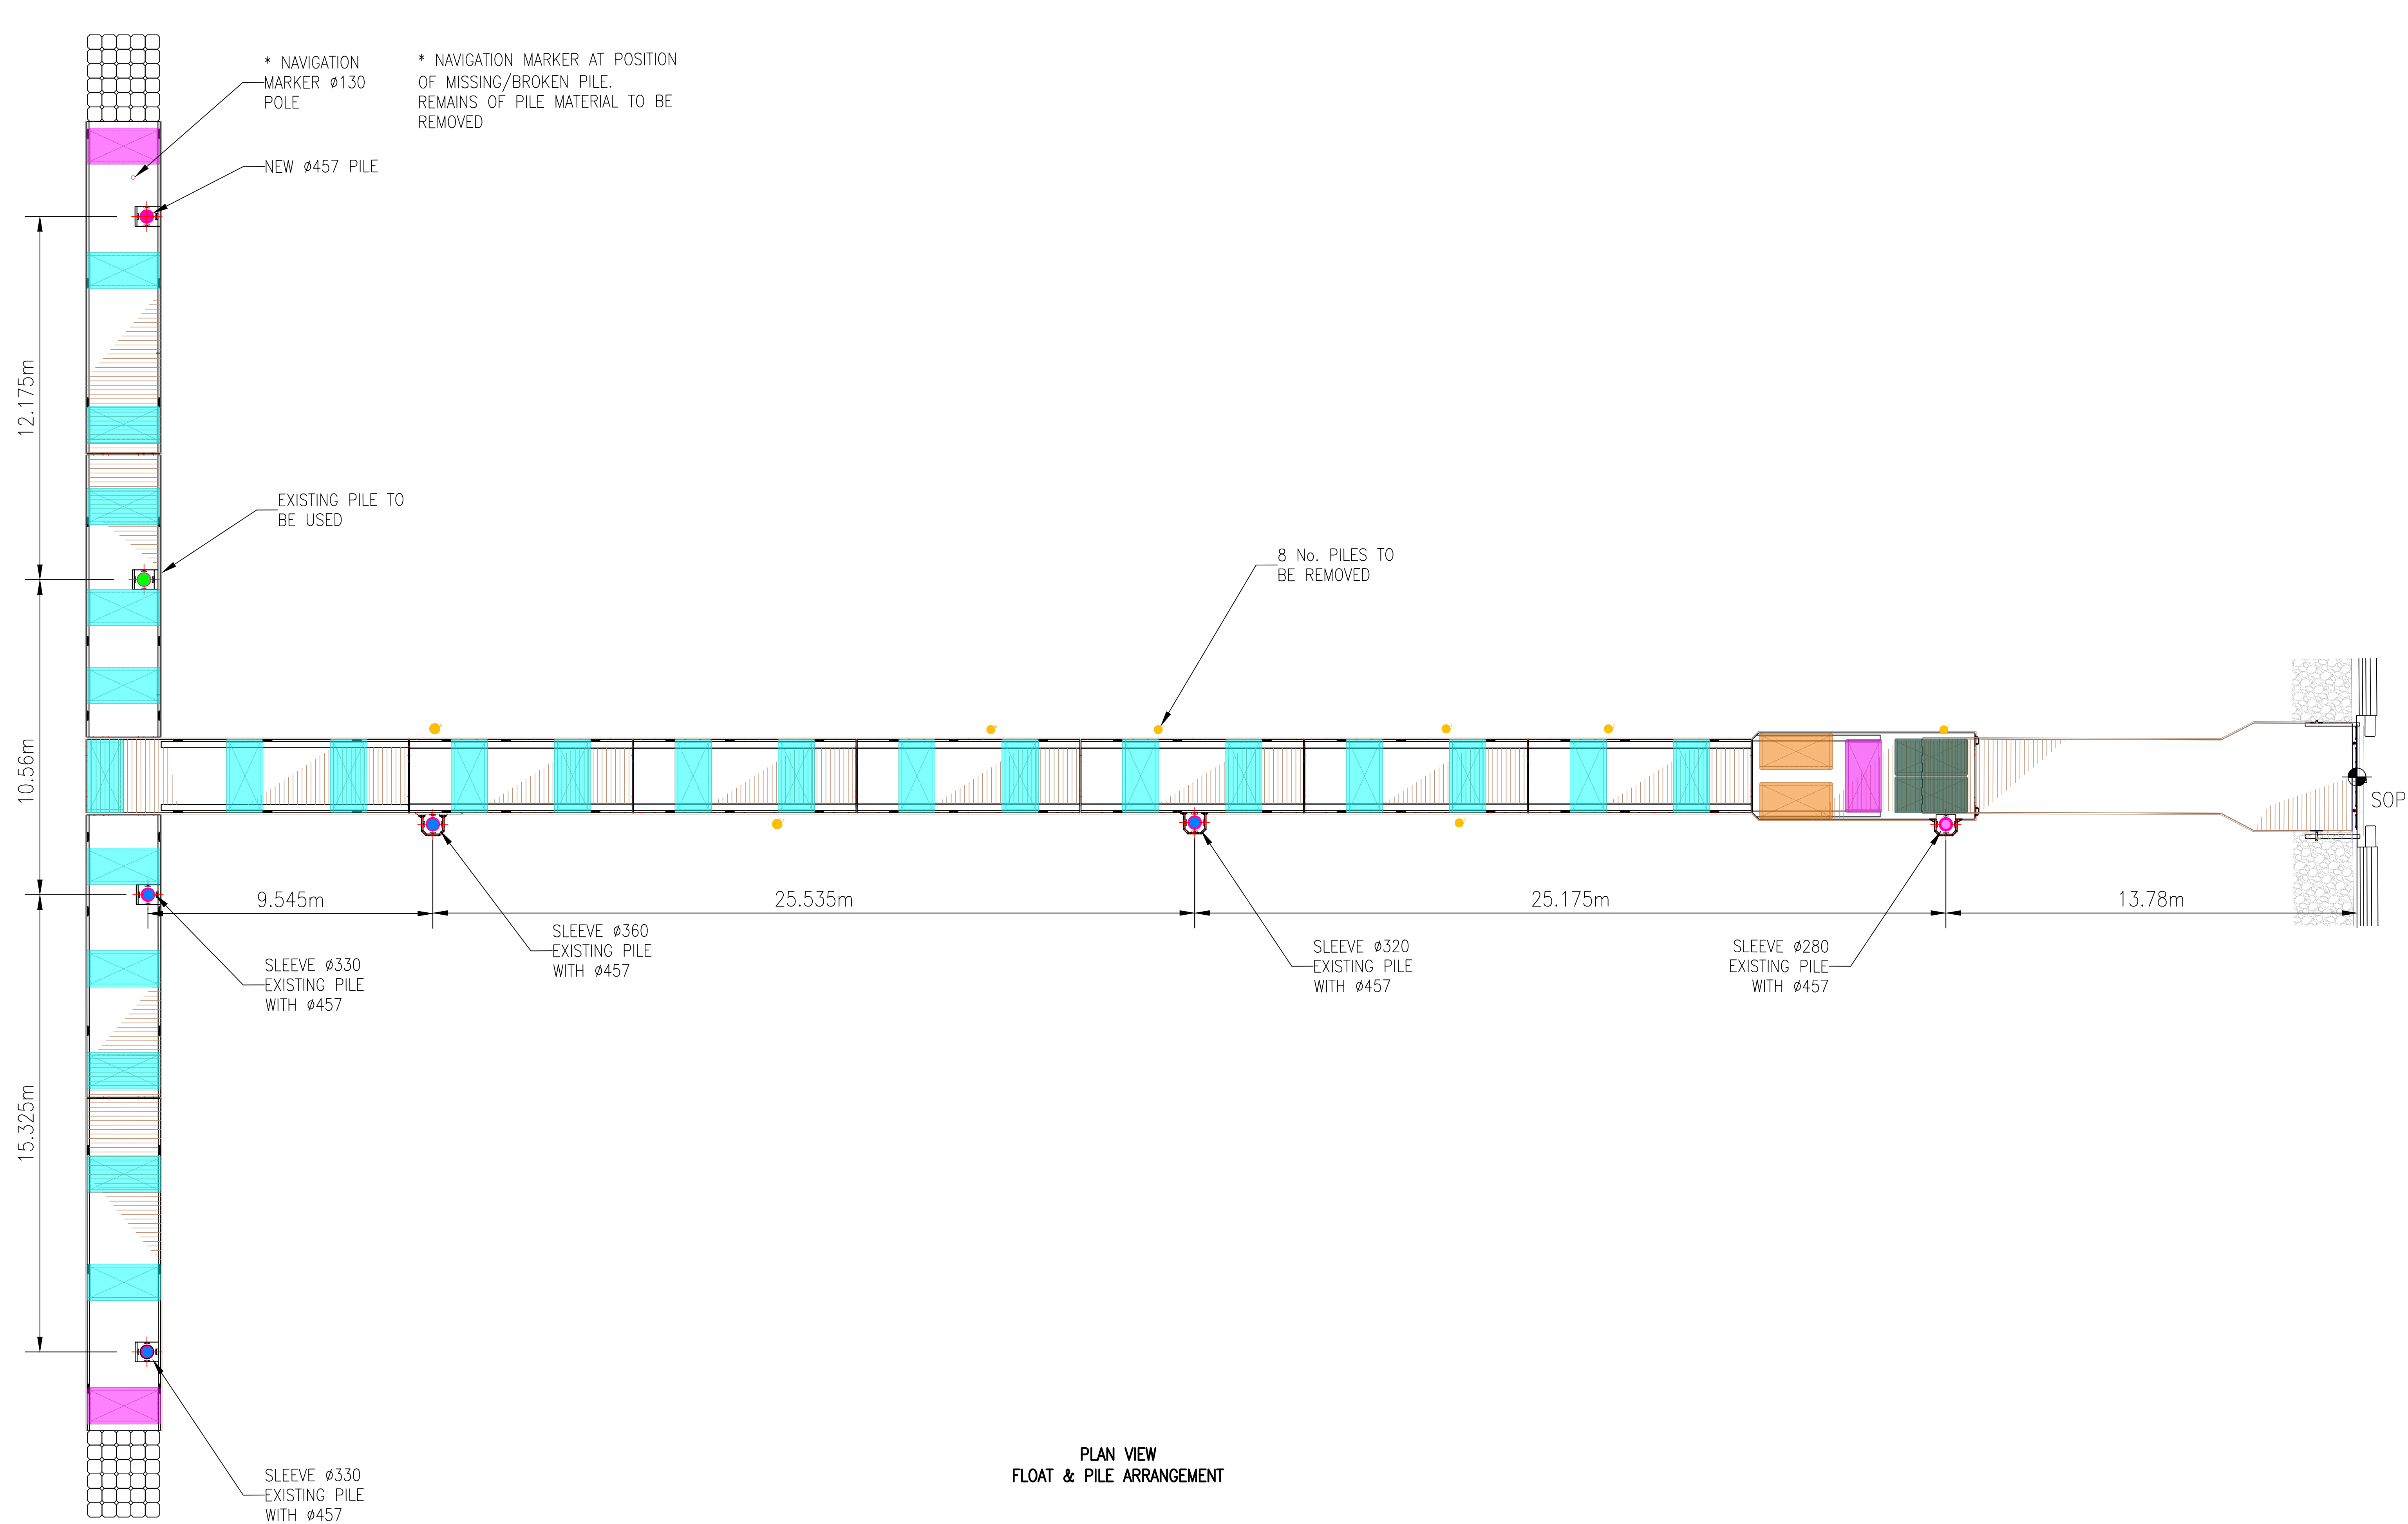 * NAVIGATION
MARKER ø130
POLE
* NAVIGATION MARKER AT POSITION
OF MISSING/BROKEN PILE.
REMAINS OF PILE MATERIAL TO BE
REMOVED
NEW ø457 PILE
12.175m
EXISTING PILE TO
BE USED
8 No. PILES TO
BE REMOVED
10.56m
SOP
9.545m
25.535m
25.175m
13.78m
SLEEVE ø360
EXISTING PILE
WITH ø457
SLEEVE ø320
EXISTING PILE
WITH ø457
SLEEVE ø280
EXISTING PILE
WITH ø457
SLEEVE ø330
EXISTING PILE
WITH ø457
15.325m
PLAN VIEW
FLOAT & PILE ARRANGEMENT
SLEEVE ø330
EXISTING PILE
WITH ø457